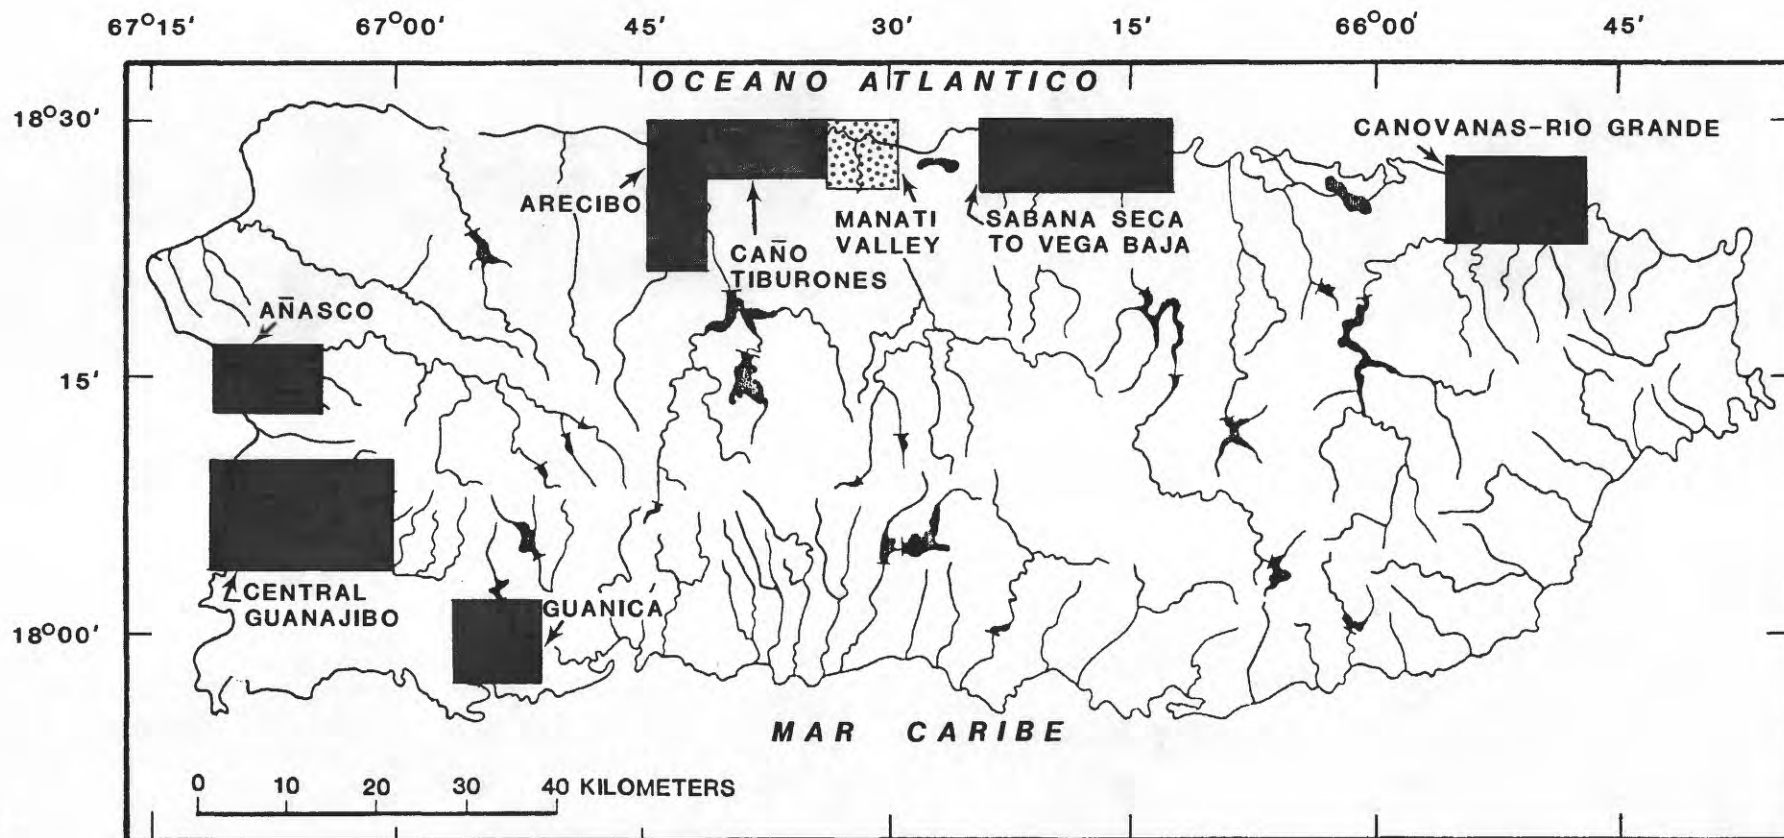 67°15′ 67°00′ 45′ 30′ 15′ 66°00′ 45′
OCEANO ATLANTICO
18°30′
CANOVANAS-RIO GRANDE
ARECIBO
MANATI
VALLEY
SABANA SECA
TO VEGA BAJA
CAÑO
TIBURONES
AÑASCO
15′
CENTRAL
GUANAJIBO
GUANICA
18°00′
MAR CARIBE
0 10 20 30 40 KILOMETERS